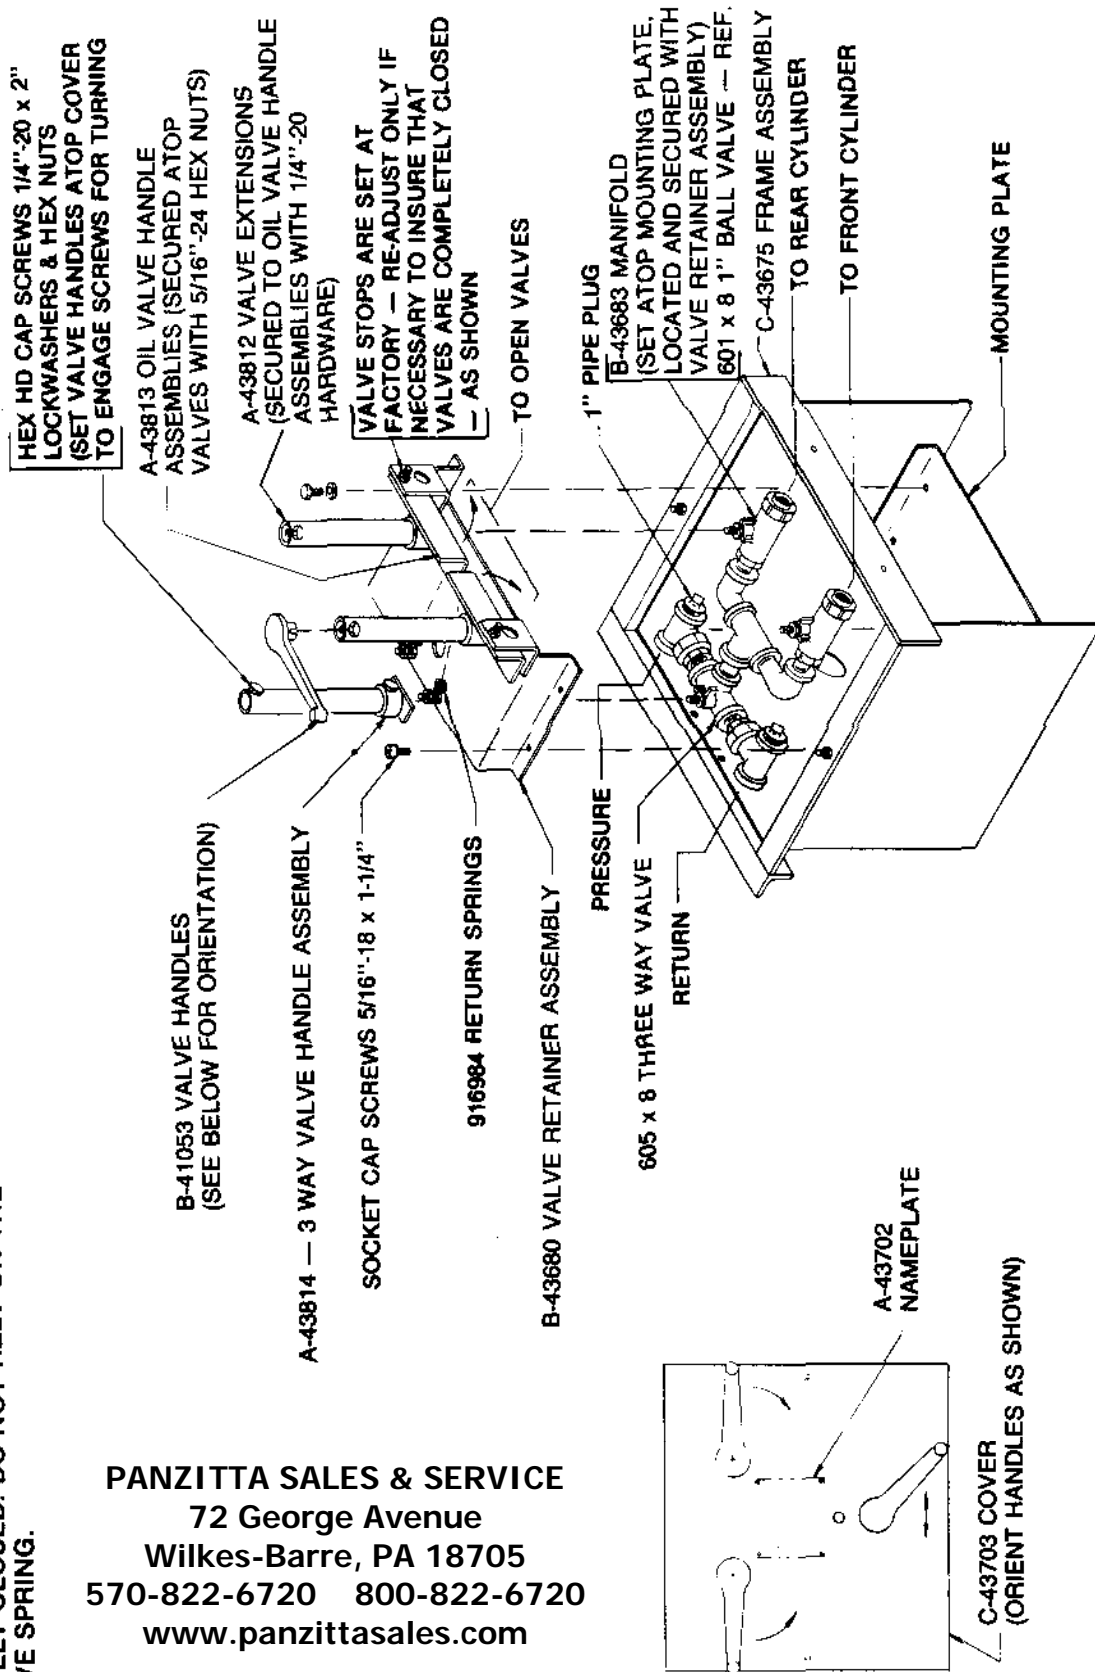 HEX HD CAP SCREWS 1/4"-20 x 2"
LOCKWASHERS & HEX NUTS
(SET VALVE HANDLES ATOP COVER
TO ENGAGE SCREWS FOR TURNING
A-43813 OIL VALVE HANDLE
ASSEMBLIES (SECURED ATOP
VALVES WITH 5/16"-24 HEX NUTS)
A-43812 VALVE EXTENSIONS
(SECURED TO OIL VALVE HANDLE
ASSEMBLIES WITH 1/4"-20
HARDWARE)
VALVE STOPS ARE SET AT
FACTORY — RE-ADJUST ONLY IF
NECESSARY TO INSURE THAT
VALVES ARE COMPLETELY CLOSED
— AS SHOWN
TO OPEN VALVES
1" PIPE PLUG
B-43683 MANIFOLD
(SET ATOP MOUNTING PLATE,
LOCATED AND SECURED WITH
VALVE RETAINER ASSEMBLY)
601 x 8 1" BALL VALVE — REF.
C-43675 FRAME ASSEMBLY
TO REAR CYLINDER
TO FRONT CYLINDER
MOUNTING PLATE
B-41053 VALVE HANDLES
(SEE BELOW FOR ORIENTATION)
A-43814 — 3 WAY VALVE HANDLE ASSEMBLY
SOCKET CAP SCREWS 5/16"-18 x 1-1/4"
916984 RETURN SPRINGS
B-43680 VALVE RETAINER ASSEMBLY
PRESSURE
605 x 8 THREE WAY VALVE
RETURN
A-43702
NAMEPLATE
C-43703 COVER
(ORIENT HANDLES AS SHOWN)
SPRING.
PANZITTA SALES & SERVICE
72 George Avenue
Wilkes-Barre, PA 18705
570-822-6720 800-822-6720
www.panzittasales.com